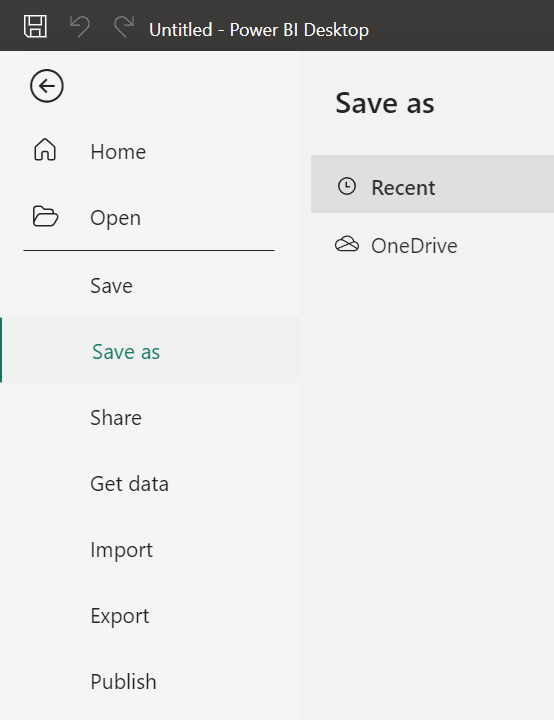 Untitled - Power BI Desktop
Home
Open
Save
Save as
Share
Get data
Import
Export
Publish
Save as
Recent
OneDrive